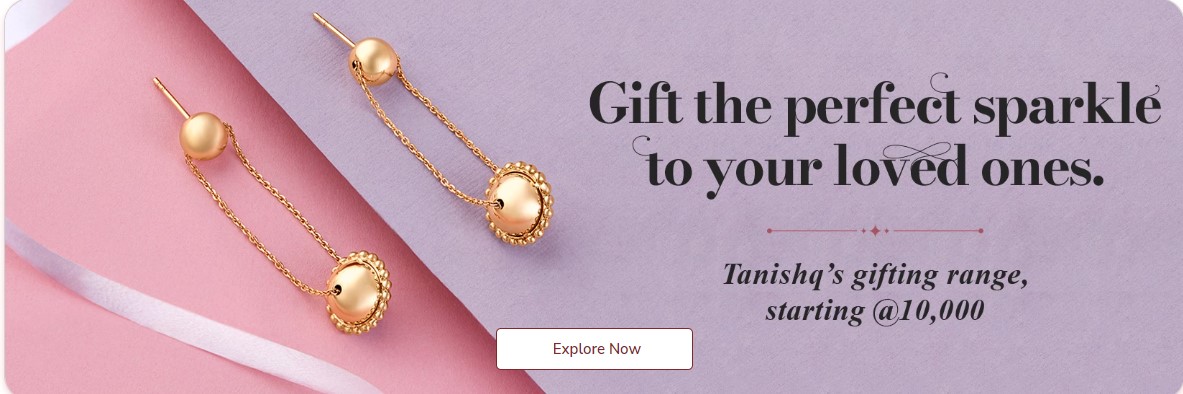 Gift the perfect sparkle
to your loved ones.
Tanishq's gifting range,
starting @10,000
Explore Now